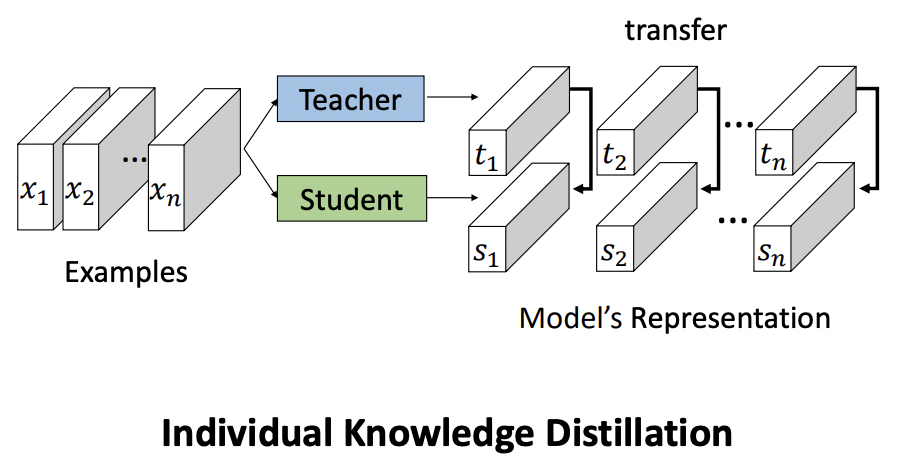 transfer
Teacher
t1 t2 ... tn
x1 x2 ... xn
Student
s1 s2 ... sn
Examples
Model's Representation
Individual Knowledge Distillation